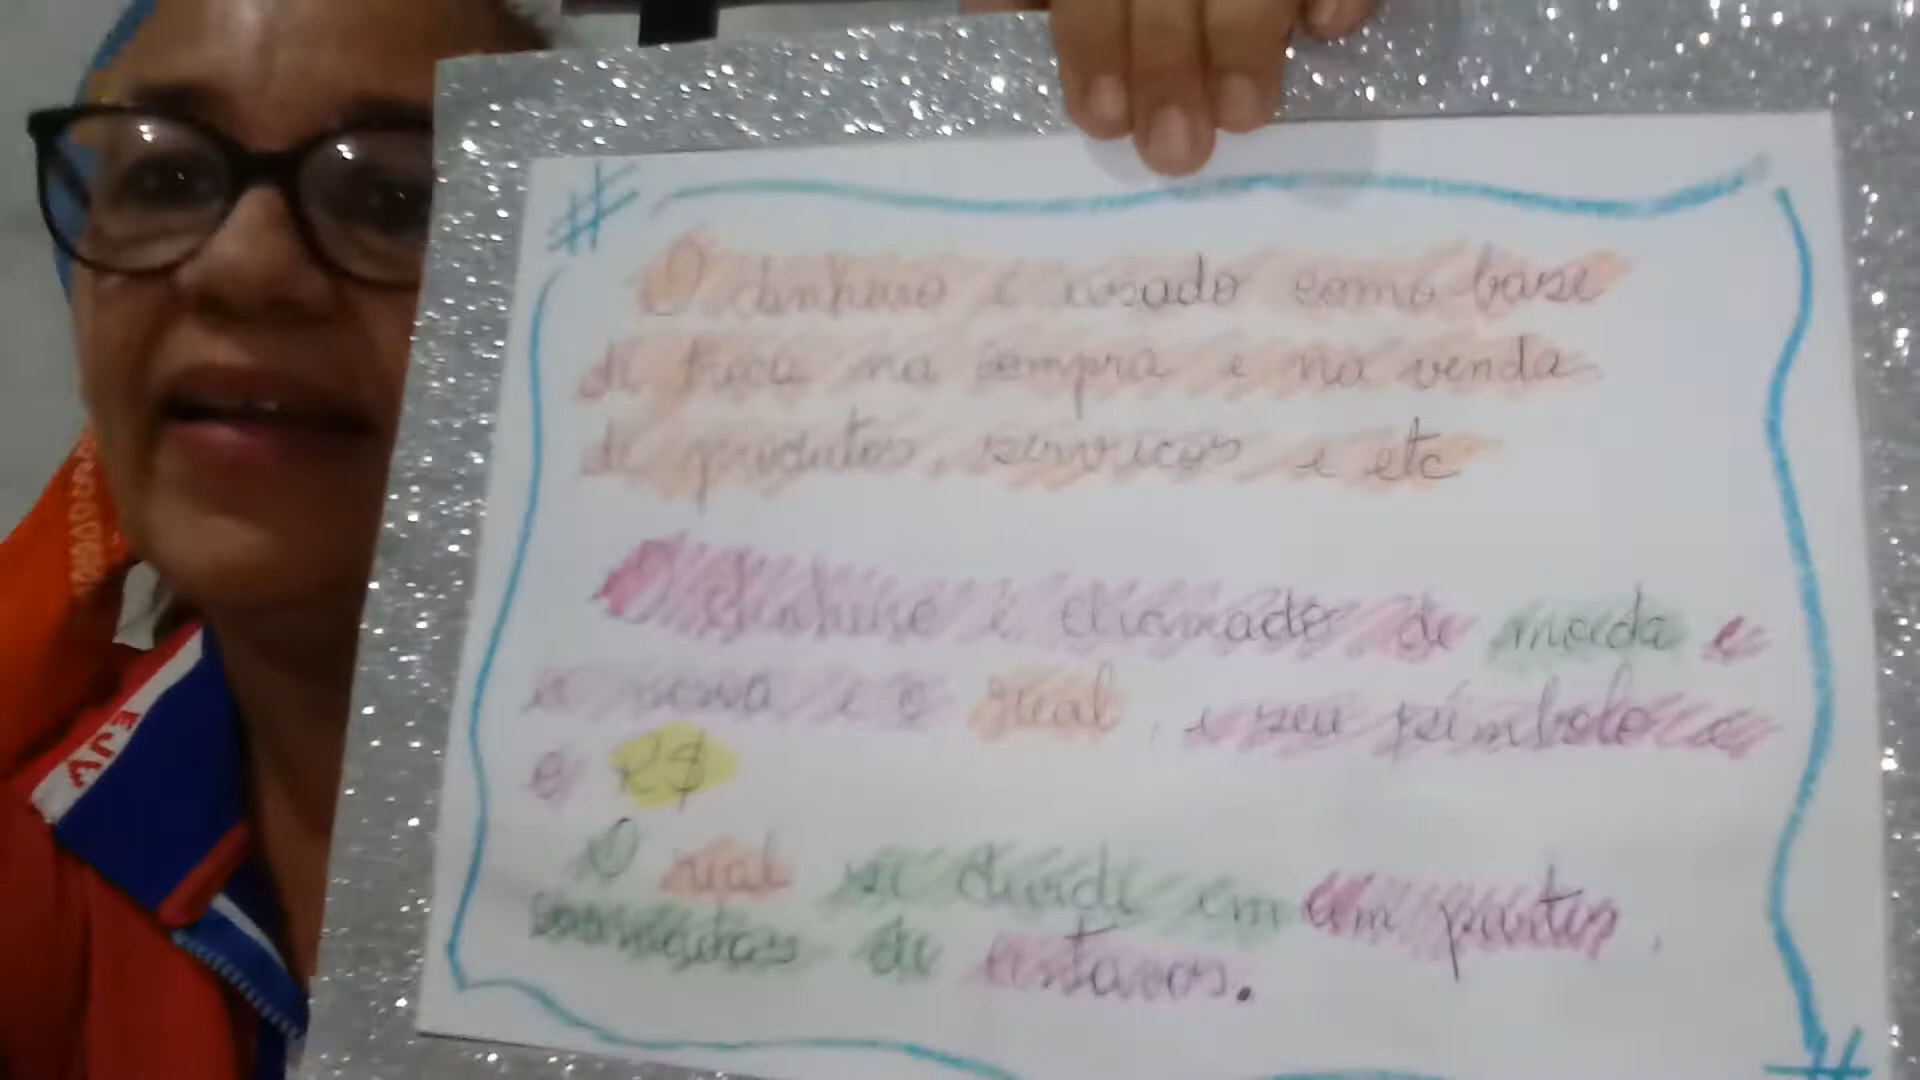 O dinheiro é usado como base
de troca na compra e na venda
de produtos, serviços e etc
O dinheiro é chamado de moeda e
a nossa é o real, e seu símbolo é
o R$
O real se divide em cem partes,
chamadas de centavos.
EJA